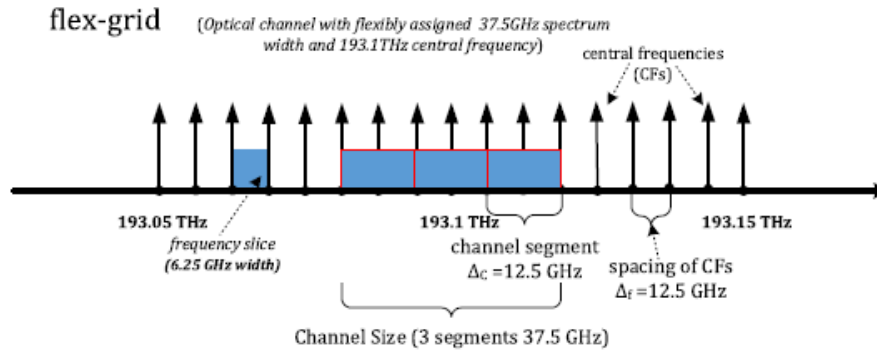 flex-grid
(Optical channel with flexibly assigned 37.5GHz spectrum
width and 193.1THz central frequency)
central frequencies
(CFs)
193.05 THz
193.1 THz
193.15 THz
frequency slice
(6.25 GHz width)
channel segment
Δc =12.5 GHz
spacing of CFs
Δf =12.5 GHz
Channel Size (3 segments 37.5 GHz)